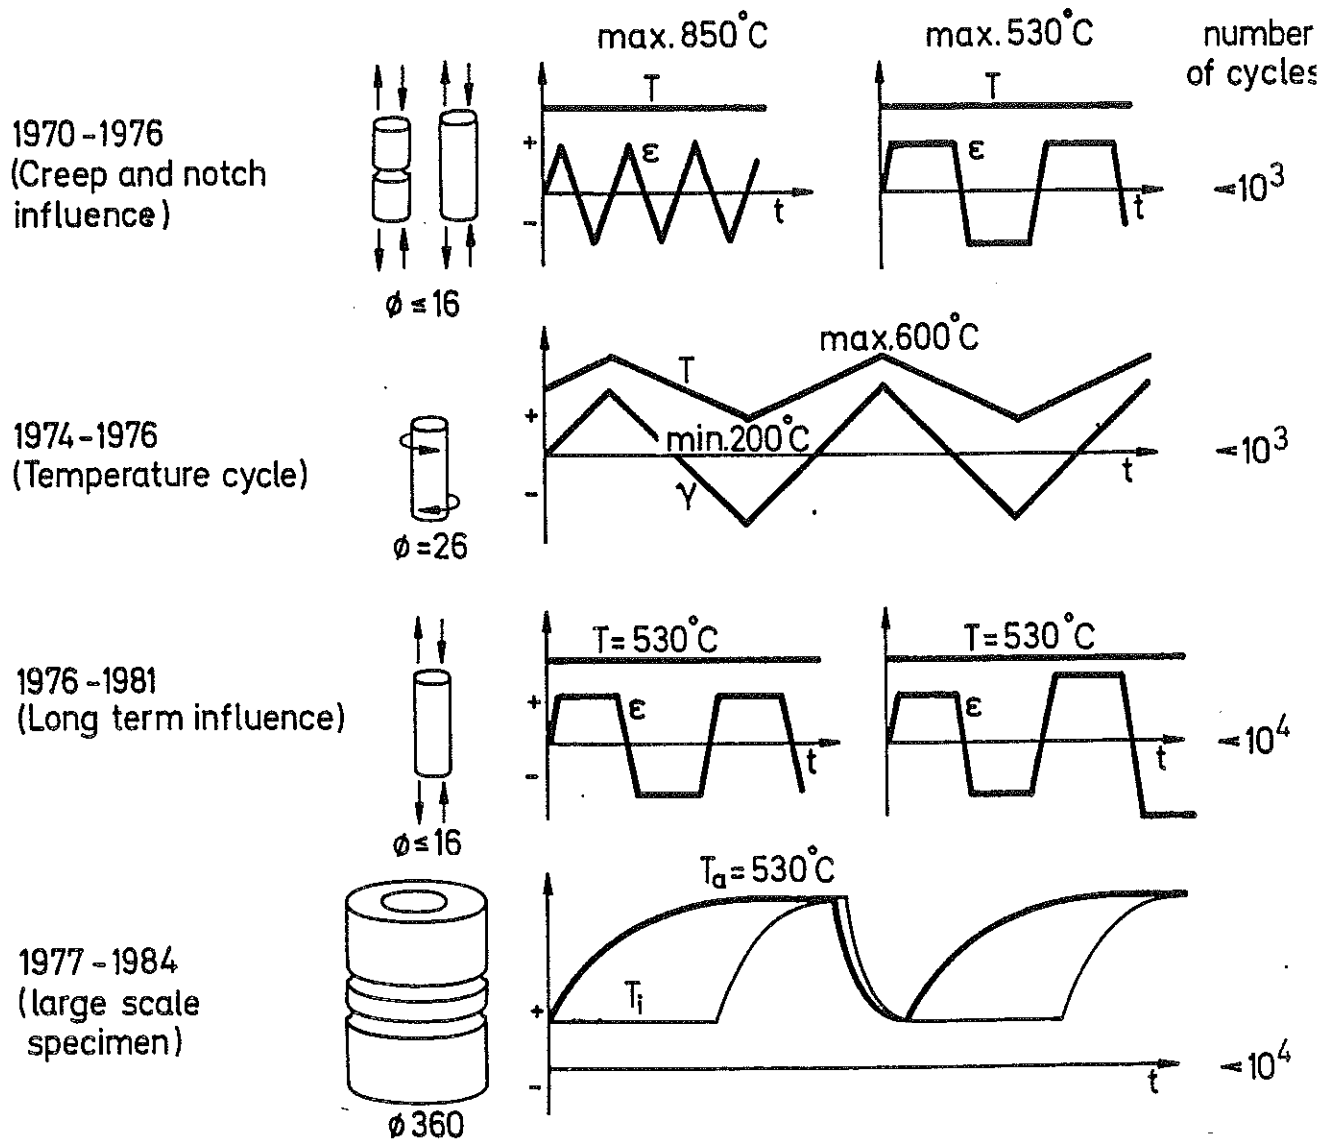 max. 850°C
max. 530°C
number
of cycles
1970-1976
(Creep and notch
influence)
T
+
ε
t
-
T
ε
t
<10³
ϕ ≤ 16
max. 600°C
T
+
min. 200°C
t
-
γ
1974-1976
(Temperature cycle)
<10³
ϕ = 26
1976-1981
(Long term influence)
T = 530°C
+
ε
t
-
T = 530°C
ε
t
<10⁴
ϕ ≤ 16
Ta = 530°C
1977-1984
(large scale
specimen)
Ti
+
-
t
<10⁴
ϕ 360